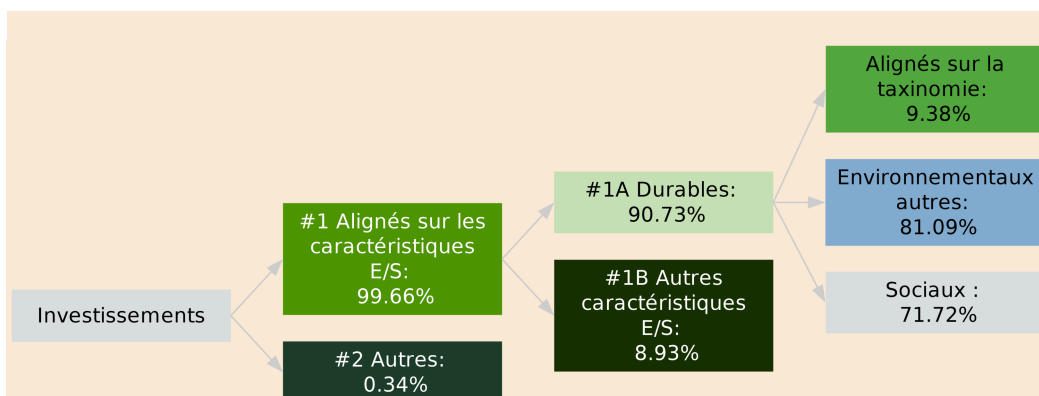 Investissements
#1 Alignés sur les
caractéristiques
E/S:
99.66%
#2 Autres:
0.34%
#1A Durables:
90.73%
#1B Autres
caractéristiques
E/S:
8.93%
Alignés sur la
taxinomie:
9.38%
Environnementaux
autres:
81.09%
Sociaux :
71.72%